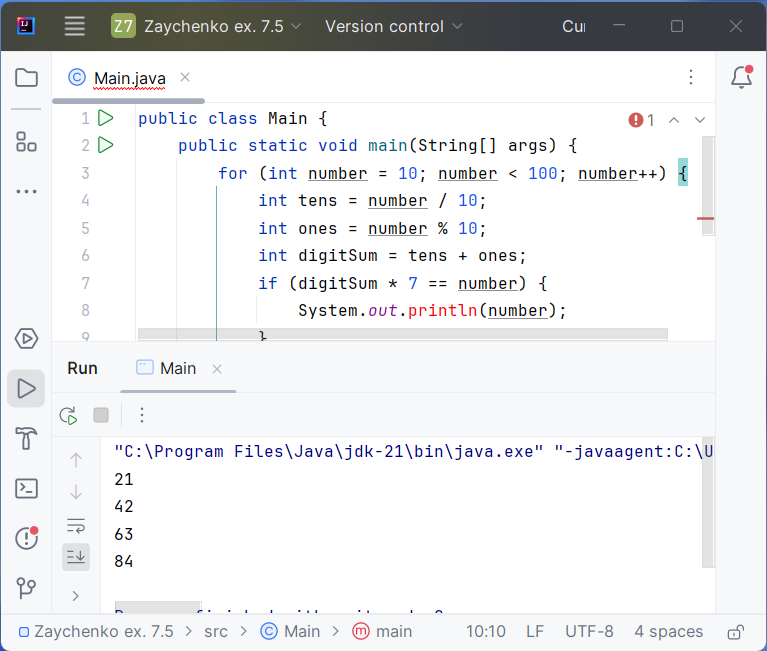 Z7 Zaychenko ex. 7.5 Version control Cu
Main.java
1 public class Main { 1
2 public static void main(String[] args) {
3 for (int number = 10; number < 100; number++) {
4 int tens = number / 10;
5 int ones = number % 10;
6 int digitSum = tens + ones;
7 if (digitSum * 7 == number) {
8 System.out.println(number);
9 }
Run Main
"C:\Program Files\Java\jdk-21\bin\java.exe" "-javaagent:C:\U
21
42
63
84
Zaychenko ex. 7.5 > src > Main > main 10:10 LF UTF-8 4 spaces